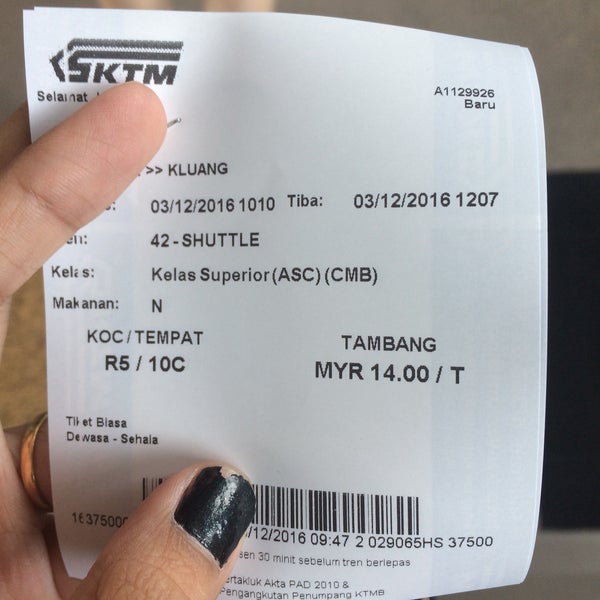 KTM
Selamat
A1129926
Baru
>> KLUANG
03/12/2016 1010 Tiba: 03/12/2016 1207
42 - SHUTTLE
Kelas: Kelas Superior (ASC) (CMB)
Makanan: N
KOC / TEMPAT TAMBANG
R5 / 10C MYR 14.00 / T
Tiket Biasa
Dewasa - Sehala
/12/2016 09:47 2 029065HS 37500
30 minit sebelum tren berlepas
Akta PAD 2010 &
Pengangkutan Penumpang KTMB